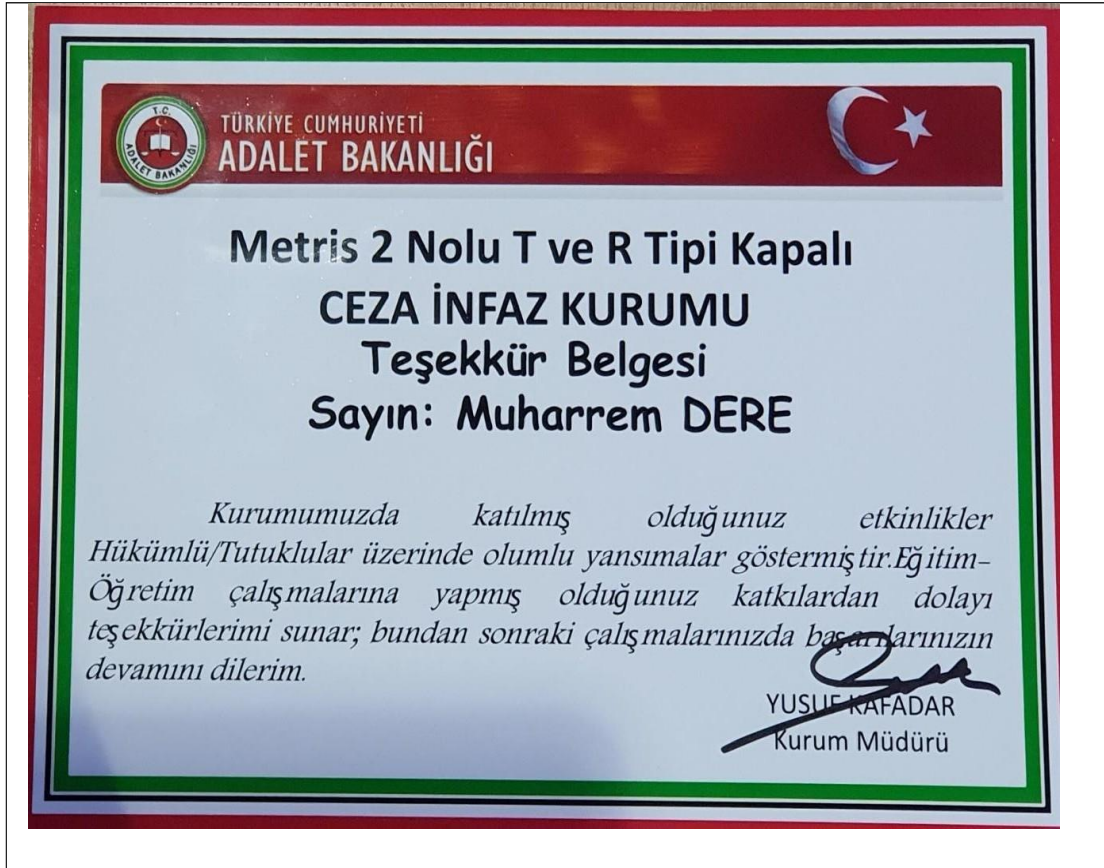 T.C.
ADALET BAKANLIĞI
TÜRKİYE CUMHURİYETİ
ADALET BAKANLIĞI
Metris 2 Nolu T ve R Tipi Kapalı
CEZA İNFAZ KURUMU
Teşekkür Belgesi
Sayın: Muharrem DERE
Kurumumuzda katılmış olduğunuz etkinlikler
Hükümlü/Tutuklular üzerinde olumlu yansımalar göstermiştir.Eğitim-
Öğretim çalışmalarına yapmış olduğunuz katkılardan dolayı
teşekkürlerimi sunar; bundan sonraki çalışmalarınızda başarılarınızın
devamını dilerim.
YUSUF KAFADAR
Kurum Müdürü